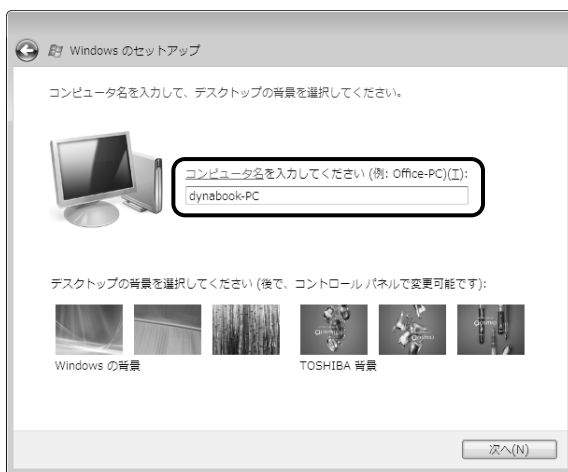 Windows のセットアップ
コンピュータ名を入力して、デスクトップの背景を選択してください。
コンピュータ名を入力してください (例: Office-PC)(T):
dynabook-PC
デスクトップの背景を選択してください (後で、コントロール パネルで変更可能です):
QOSMIO
QOSMIO
QOSMIO
Windows の背景
TOSHIBA 背景
次へ(N)